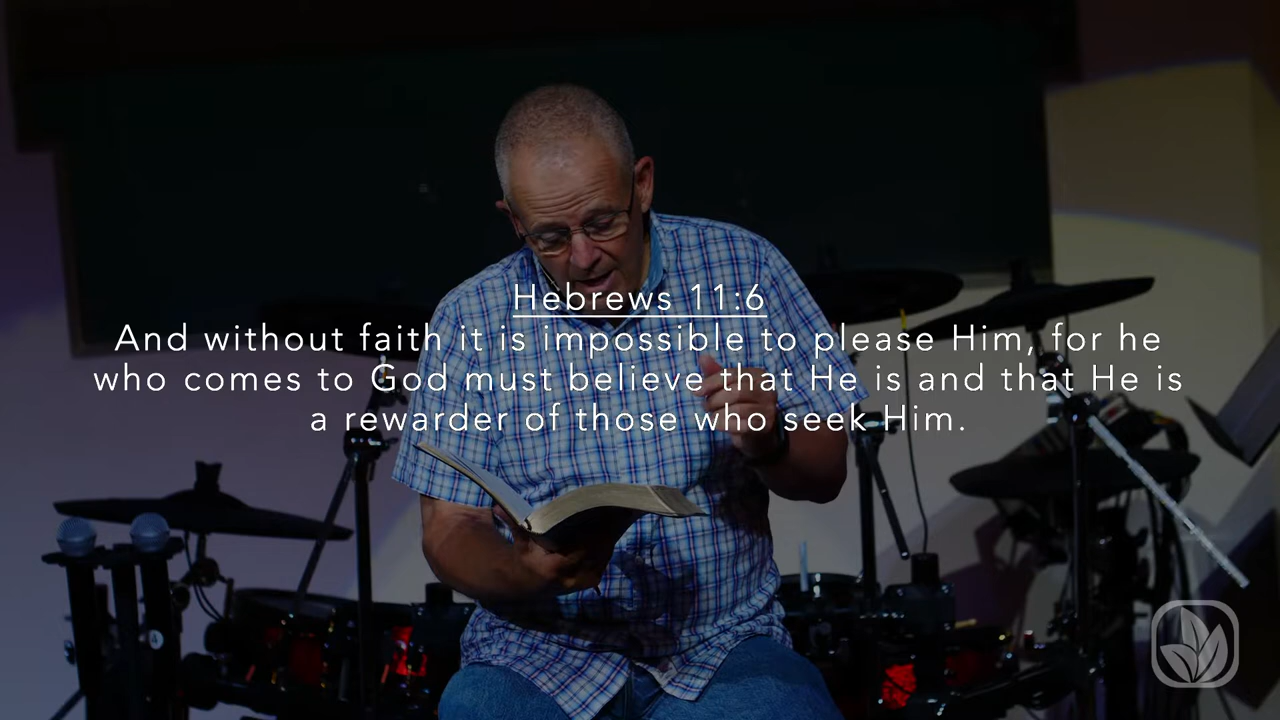 Hebrews 11:6
And without faith it is impossible to please Him, for he
who comes to God must believe that He is and that He is
a rewarder of those who seek Him.